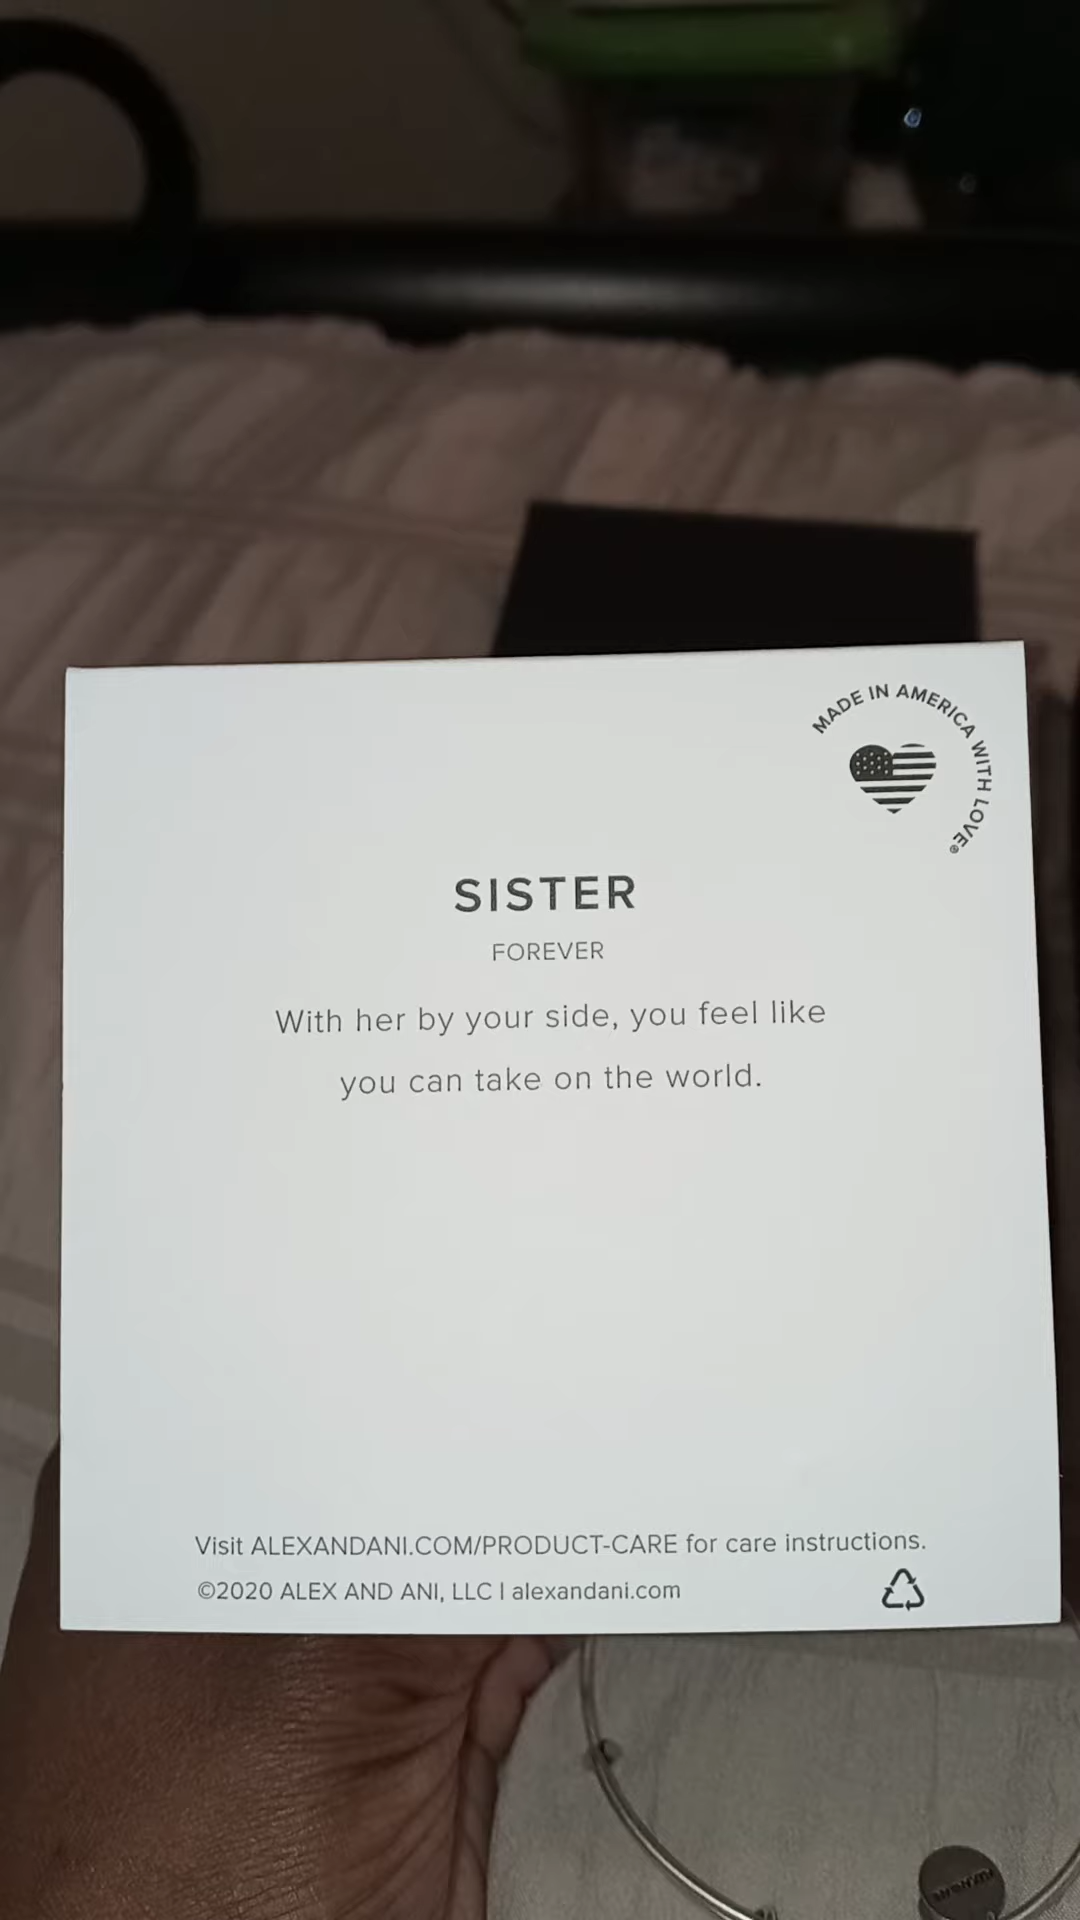 MADE IN AMERICA WITH LOVE®
SISTER
FOREVER
With her by your side, you feel like
you can take on the world.
Visit ALEXANDANI.COM/PRODUCT-CARE for care instructions.
©2020 ALEX AND ANI, LLC | alexandani.com